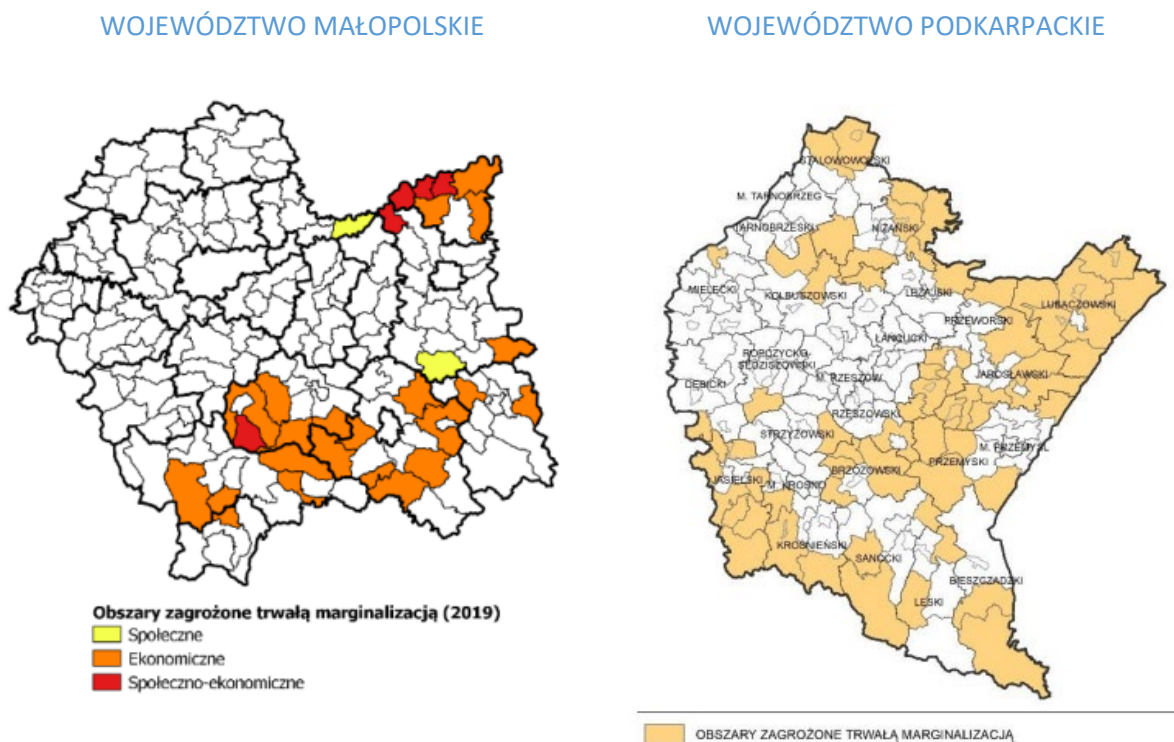 WOJEWÓDZTWO MAŁOPOLSKIE
WOJEWÓDZTWO PODKARPACKIE
STALOWOWOLSKI
M. TARNOBRZEG
TARNOBRZESKI
NIŻAŃSKI
MIELECKI
KOLBUSZOWSKI
LEŻAJSKI
LUBACZOWSKI
PRZEWORSKI
ŁAŃCUCKI
ROPCZYCKO-
SĘDZISZOWSKI
JAROSŁAWSKI
DĘBICKI
M. RZESZÓW
RZESZOWSKI
STRZYŻOWSKI
M. PRZEMYŚL
BRZOZOWSKI
PRZEMYSKI
JASIELSKI
M. KROSNO
KROŚNIEŃSKI
SANOCKI
BIESZCZADZKI
LESKI
Obszary zagrożone trwałą marginalizacją (2019)
Społeczne
Ekonomiczne
Społeczno-ekonomiczne
OBSZARY ZAGROŻONE TRWAŁĄ MARGINALIZACJĄ